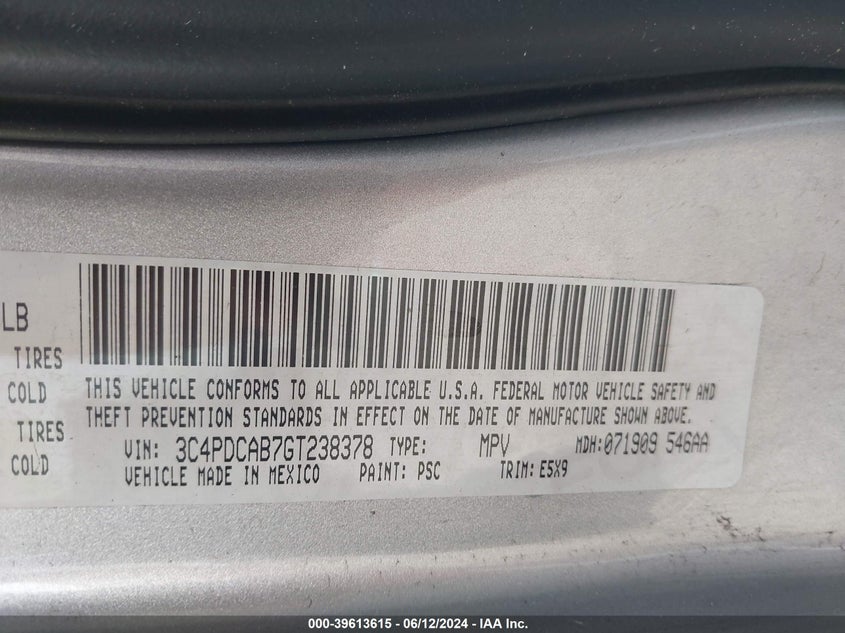 LB
TIRES
COLD
TIRES
COLD
THIS VEHICLE CONFORMS TO ALL APPLICABLE U.S.A. FEDERAL MOTOR VEHICLE SAFETY AND
THEFT PREVENTION STANDARDS IN EFFECT ON THE DATE OF MANUFACTURE SHOWN ABOVE.
VIN: 3C4PDCAB7GT238378 TYPE: MPV MDH:071909 546AA
VEHICLE MADE IN MEXICO PAINT: PSC TRIM: E5X9
000-39613615 - 06/12/2024 - IAA Inc.